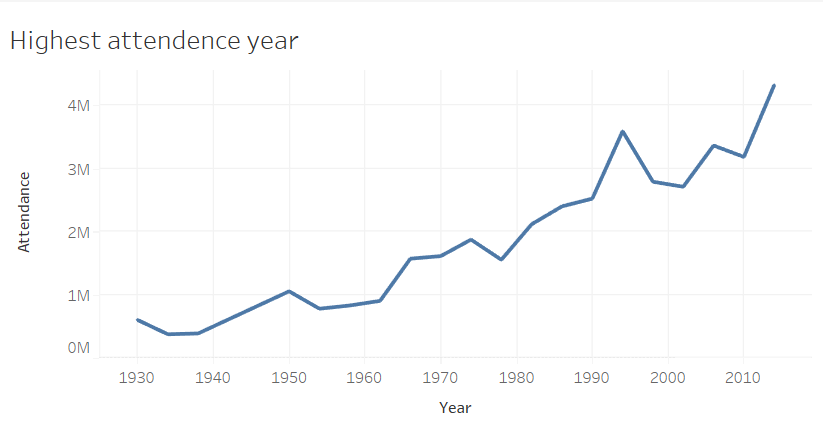 Highest attendence year
Attendance
4M
3M
2M
1M
0M
1930 1940 1950 1960 1970 1980 1990 2000 2010
Year